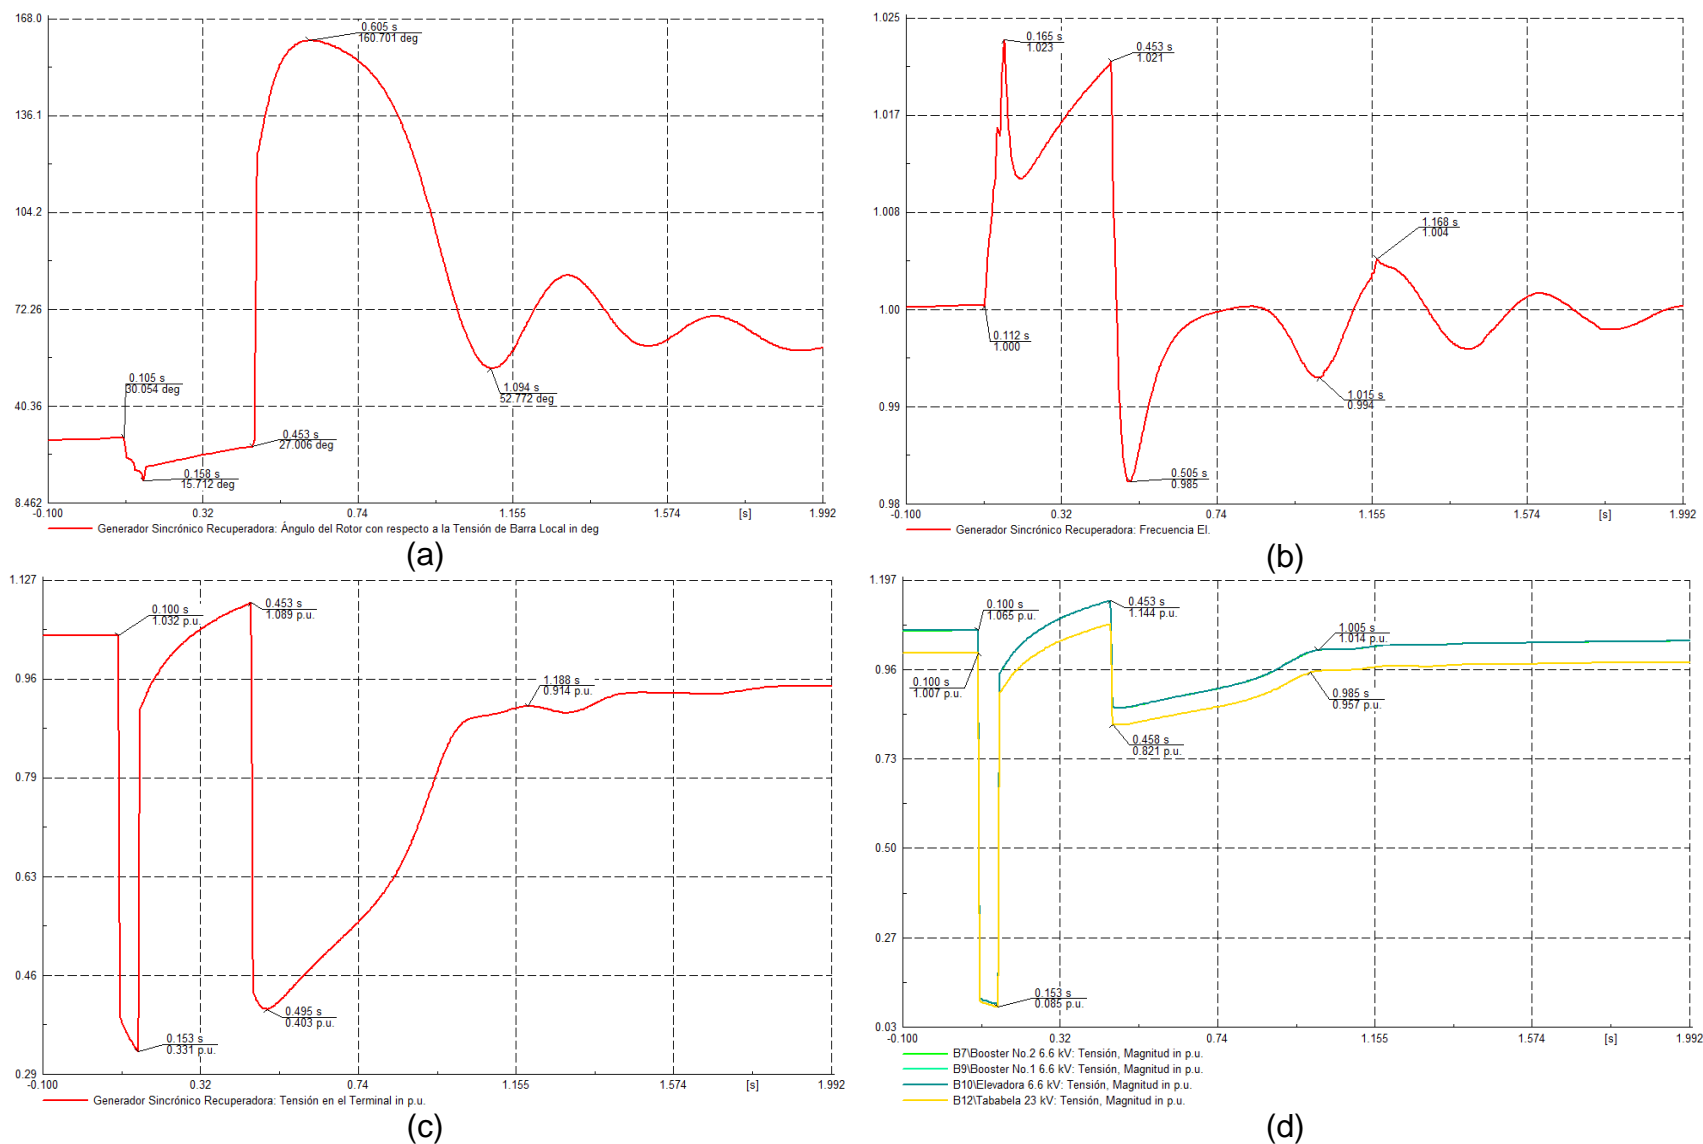 168.0
136.1
104.2
72.26
40.36
8.462
-0.100
0.32
0.74
1.155
1.574
[s]
1.992
0.605 s
160.701 deg
0.105 s
30.054 deg
0.158 s
15.712 deg
0.453 s
27.006 deg
1.094 s
52.772 deg
Generador Sincrónico Recuperadora: Ángulo del Rotor con respecto a la Tensión de Barra Local in deg
(a)
1.025
1.017
1.008
1.00
0.99
0.98
-0.100
0.32
0.74
1.155
1.574
[s]
1.992
0.165 s
1.023
0.453 s
1.021
0.112 s
1.000
0.505 s
0.985
1.015 s
0.994
1.168 s
1.004
Generador Sincrónico Recuperadora: Frecuencia El.
(b)
1.127
0.96
0.79
0.63
0.46
0.29
-0.100
0.32
0.74
1.155
1.574
[s]
1.992
0.100 s
1.032 p.u.
0.453 s
1.089 p.u.
0.153 s
0.331 p.u.
0.495 s
0.403 p.u.
1.188 s
0.914 p.u.
Generador Sincrónico Recuperadora: Tensión en el Terminal in p.u.
(c)
1.197
0.96
0.73
0.50
0.27
0.03
-0.100
0.32
0.74
1.155
1.574
[s]
1.992
0.100 s
1.065 p.u.
0.453 s
1.144 p.u.
0.100 s
1.007 p.u.
0.458 s
0.821 p.u.
1.005 s
1.014 p.u.
0.985 s
0.957 p.u.
0.153 s
0.085 p.u.
B7\Booster No.2 6.6 kV: Tensión, Magnitud in p.u.
B9\Booster No.1 6.6 kV: Tensión, Magnitud in p.u.
B10\Elevadora 6.6 kV: Tensión, Magnitud in p.u.
B12\Tababela 23 kV: Tensión, Magnitud in p.u.
(d)